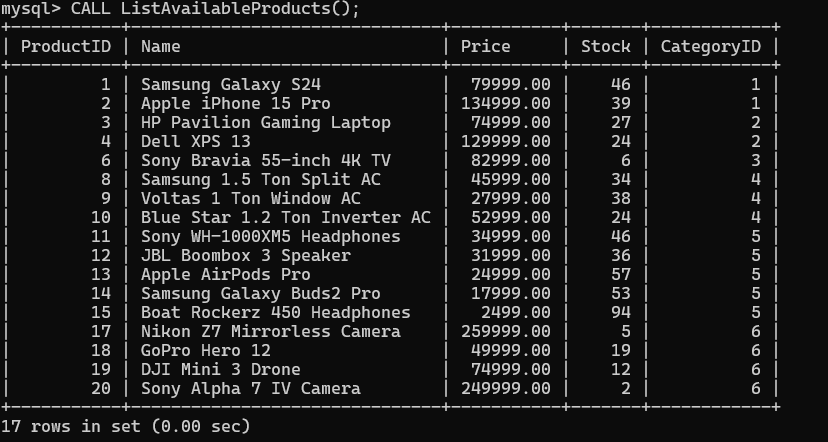 mysql> CALL ListAvailableProducts();
+-----------+-------------------------------+-----------+-------+------------+
| ProductID | Name                          | Price     | Stock | CategoryID |
+-----------+-------------------------------+-----------+-------+------------+
|         1 | Samsung Galaxy S24            |  79999.00 |    46 |          1 |
|         2 | Apple iPhone 15 Pro           | 134999.00 |    39 |          1 |
|         3 | HP Pavilion Gaming Laptop     |  74999.00 |    27 |          2 |
|         4 | Dell XPS 13                   | 129999.00 |    24 |          2 |
|         6 | Sony Bravia 55-inch 4K TV     |  82999.00 |     6 |          3 |
|         8 | Samsung 1.5 Ton Split AC      |  45999.00 |    34 |          4 |
|         9 | Voltas 1 Ton Window AC        |  27999.00 |    38 |          4 |
|        10 | Blue Star 1.2 Ton Inverter AC |  52999.00 |    24 |          4 |
|        11 | Sony WH-1000XM5 Headphones    |  34999.00 |    46 |          5 |
|        12 | JBL Boombox 3 Speaker         |  31999.00 |    36 |          5 |
|        13 | Apple AirPods Pro             |  24999.00 |    57 |          5 |
|        14 | Samsung Galaxy Buds2 Pro      |  17999.00 |    53 |          5 |
|        15 | Boat Rockerz 450 Headphones   |   2499.00 |    94 |          5 |
|        17 | Nikon Z7 Mirrorless Camera    | 259999.00 |     5 |          6 |
|        18 | GoPro Hero 12                 |  49999.00 |    19 |          6 |
|        19 | DJI Mini 3 Drone              |  74999.00 |    12 |          6 |
|        20 | Sony Alpha 7 IV Camera        | 249999.00 |     2 |          6 |
+-----------+-------------------------------+-----------+-------+------------+
17 rows in set (0.00 sec)